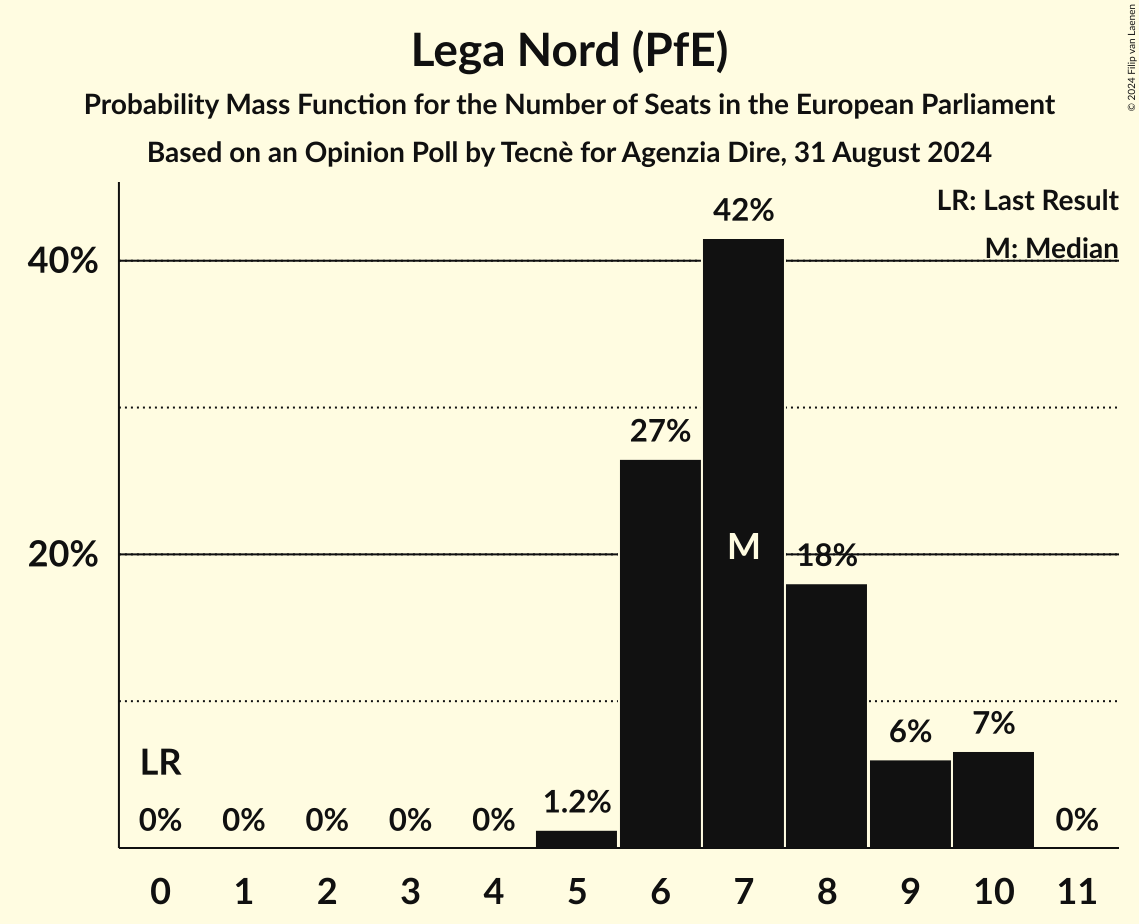 Lega Nord (PfE)
Probability Mass Function for the Number of Seats in the European Parliament
Based on an Opinion Poll by Tecnè for Agenzia Dire, 31 August 2024
© 2024 Filip van Laenen
LR: Last Result
M: Median
40%
20%
LR
0% 0% 0% 0% 0% 1.2% 27% 42% 18% 6% 7% 0%
M
0 1 2 3 4 5 6 7 8 9 10 11